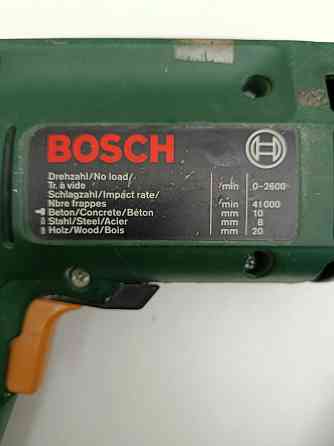 BOSCH
Drehzahl/No load/
Tr. à vide /min 0-2600
Schlagzahl/Impact rate/
Nbre frappes /min 41000
Beton/Concrete/Béton mm 10
Stahl/Steel/Acier mm 8
Holz/Wood/Bois mm 20